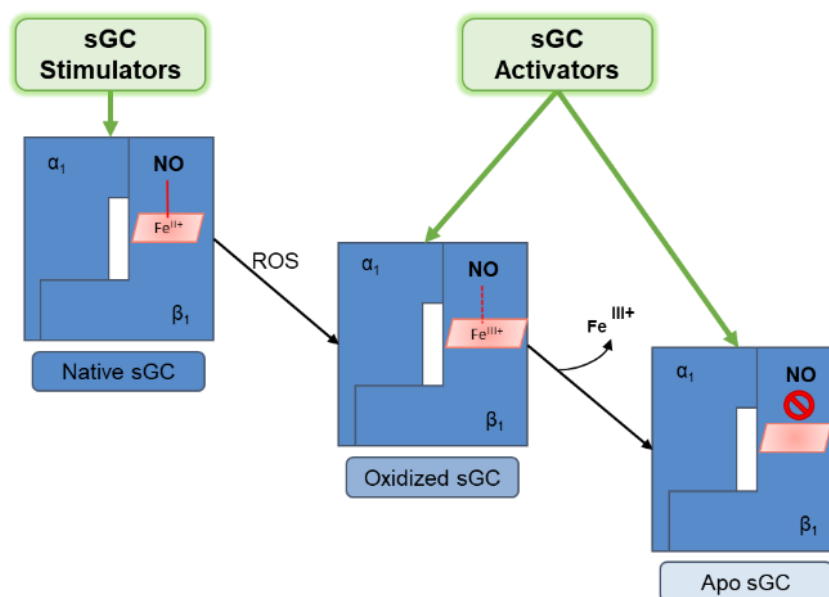 sGC
Stimulators
sGC
Activators
α₁
NO
Feᴵᴵ⁺
β₁
Native sGC
ROS
α₁
NO
Feᴵᴵᴵ⁺
β₁
Oxidized sGC
Fe ᴵᴵᴵ⁺
α₁
NO
β₁
Apo sGC